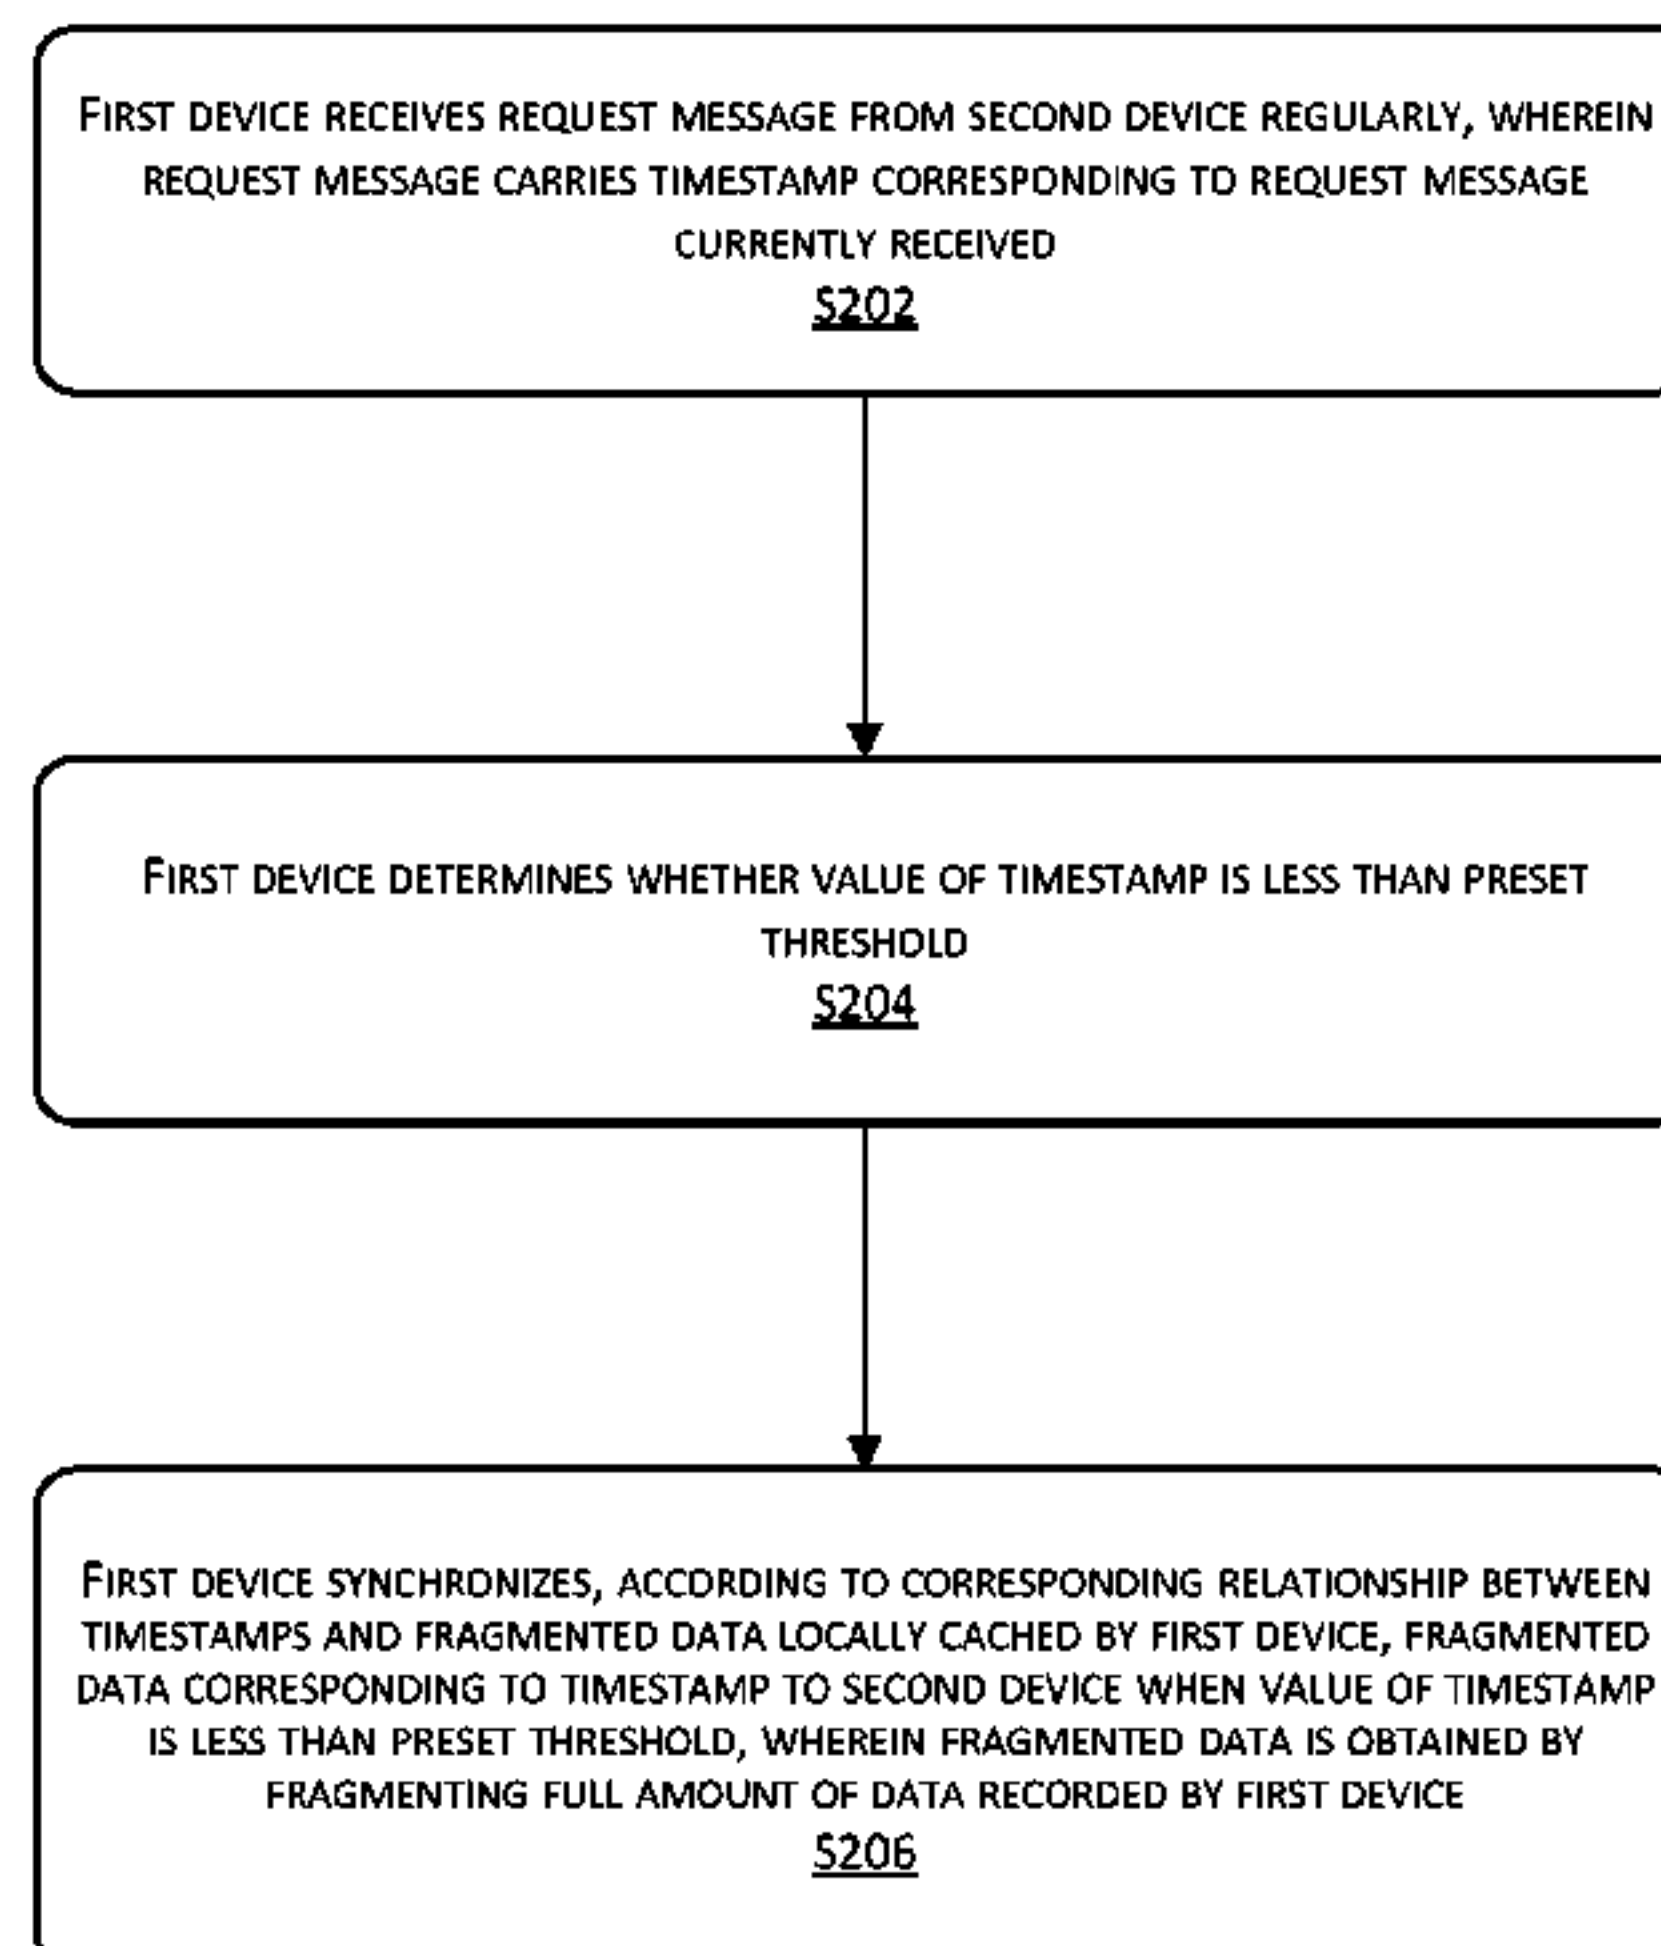 FIRST DEVICE RECEIVES REQUEST MESSAGE FROM SECOND DEVICE REGULARLY, WHEREIN
REQUEST MESSAGE CARRIES TIMESTAMP CORRESPONDING TO REQUEST MESSAGE
CURRENTLY RECEIVED
S202
FIRST DEVICE DETERMINES WHETHER VALUE OF TIMESTAMP IS LESS THAN PRESET
THRESHOLD
S204
FIRST DEVICE SYNCHRONIZES, ACCORDING TO CORRESPONDING RELATIONSHIP BETWEEN
TIMESTAMPS AND FRAGMENTED DATA LOCALLY CACHED BY FIRST DEVICE, FRAGMENTED
DATA CORRESPONDING TO TIMESTAMP TO SECOND DEVICE WHEN VALUE OF TIMESTAMP
IS LESS THAN PRESET THRESHOLD, WHEREIN FRAGMENTED DATA IS OBTAINED BY
FRAGMENTING FULL AMOUNT OF DATA RECORDED BY FIRST DEVICE
S206